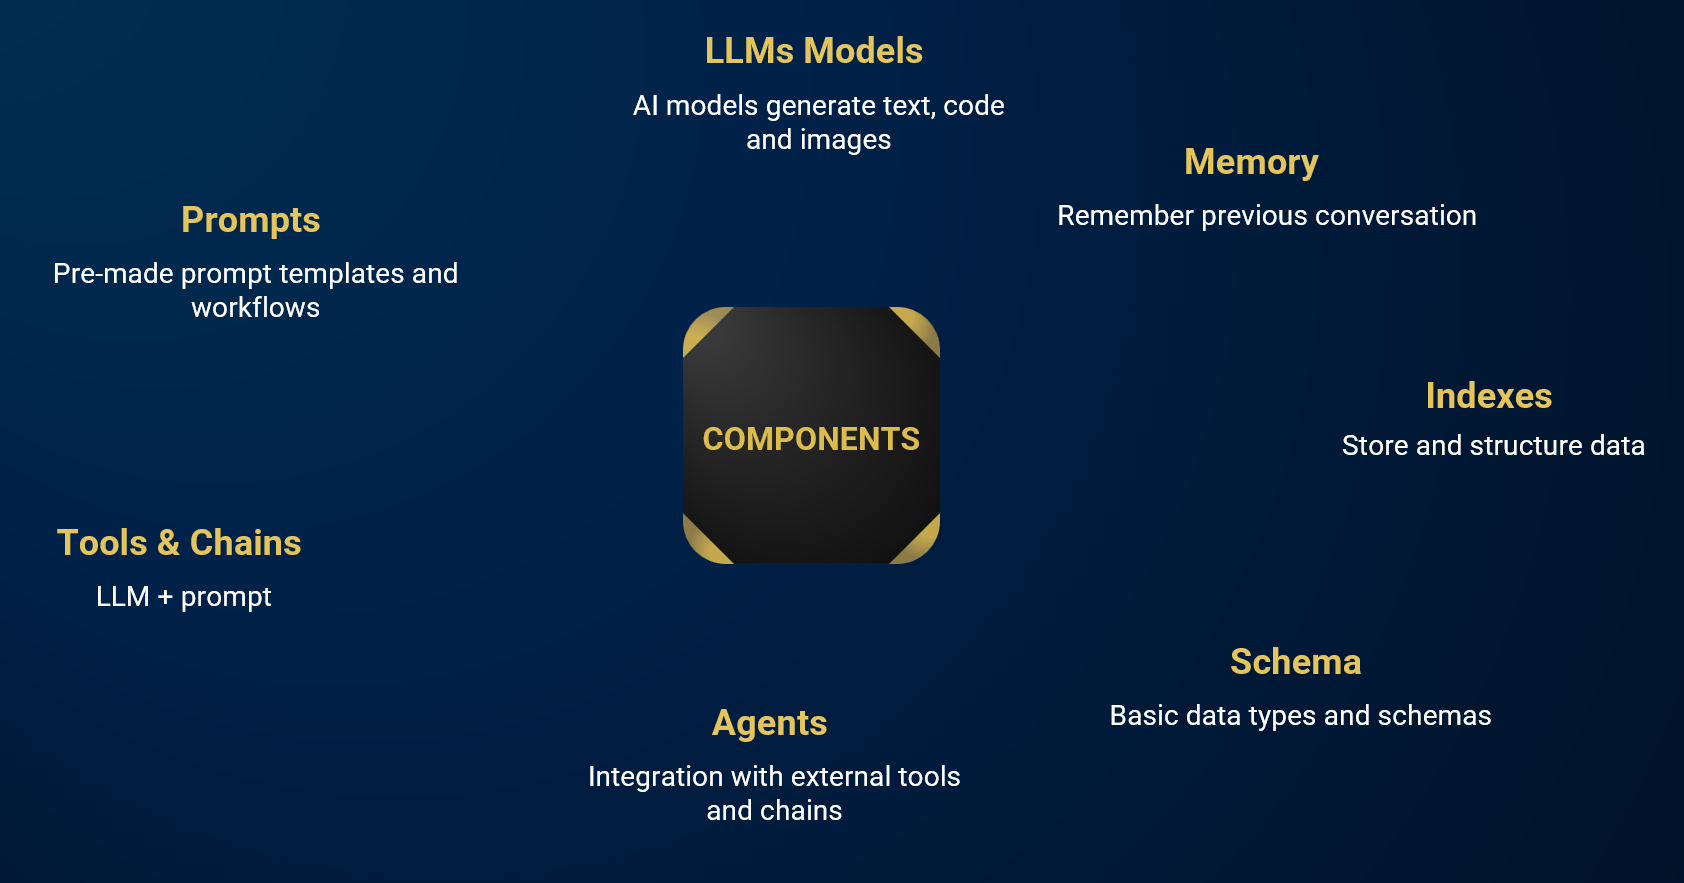 LLMs Models
AI models generate text, code
and images
Memory
Remember previous conversation
Prompts
Pre-made prompt templates and
workflows
Indexes
Store and structure data
COMPONENTS
Tools & Chains
LLM + prompt
Schema
Basic data types and schemas
Agents
Integration with external tools
and chains